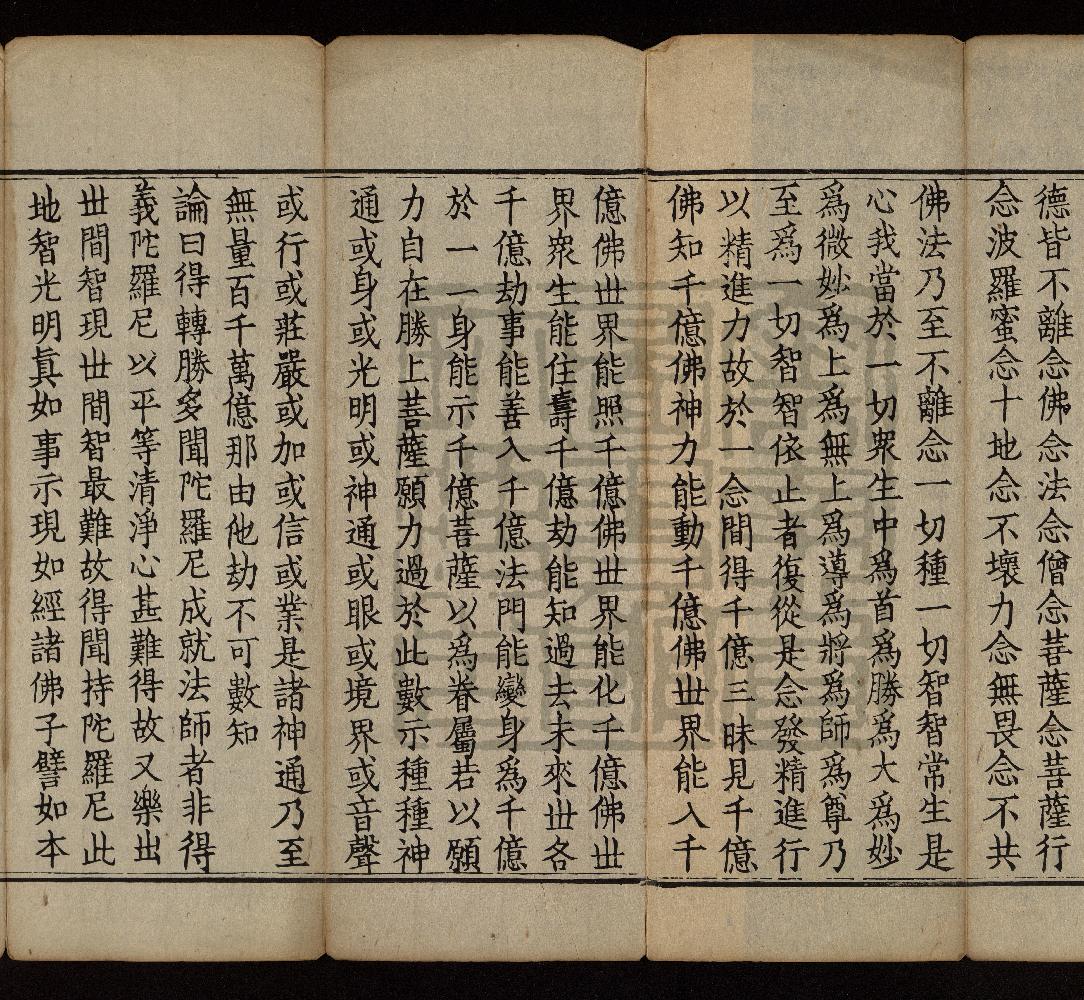 德皆不離念佛念法念僧念菩薩念菩薩行
念波羅蜜念十地念不壞力念無畏念不共
佛法乃至不離念一切種一切智智常生是
心我當於一切衆生中爲首爲勝爲大爲妙
爲微妙爲上爲無上爲導爲將爲師爲尊乃
至爲一切智智依止者復從是念發精進行
以精進力故於一念間得千億三昧見千億
佛知千億佛神力能動千億佛世界能入千
億佛世界能照千億佛世界能化千億佛世
界衆生能住壽千億劫能知過去未來世各
千億劫事能善入千億法門能變身爲千億
於一一身能示千億菩薩以爲眷屬若以願
力自在勝上菩薩願力過於此數示種種神
通或身或光明或神通或眼或境界或音聲
或行或莊嚴或加或信或業是諸神通乃至
無量百千萬億那由他劫不可數知
論曰得轉勝多聞陀羅尼成就法師者非得
義陀羅尼以平等清淨心甚難得故又樂出
世間智現世間智最難故得聞持陀羅尼此
地智光明真如事示現如經諸佛子譬如本